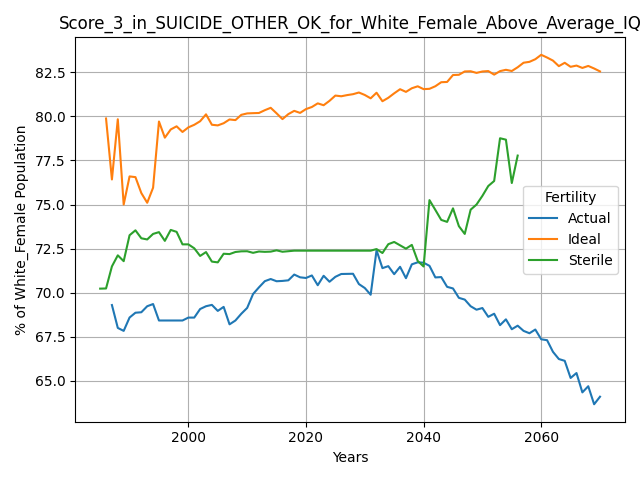 Score_3_in_SUICIDE_OTHER_OK_for_White_Female_Above_Average_IQ
% of White_Female Population
82.5
80.0
77.5
75.0
72.5
70.0
67.5
65.0
Fertility
Actual
Ideal
Sterile
2000 2020 2040 2060
Years